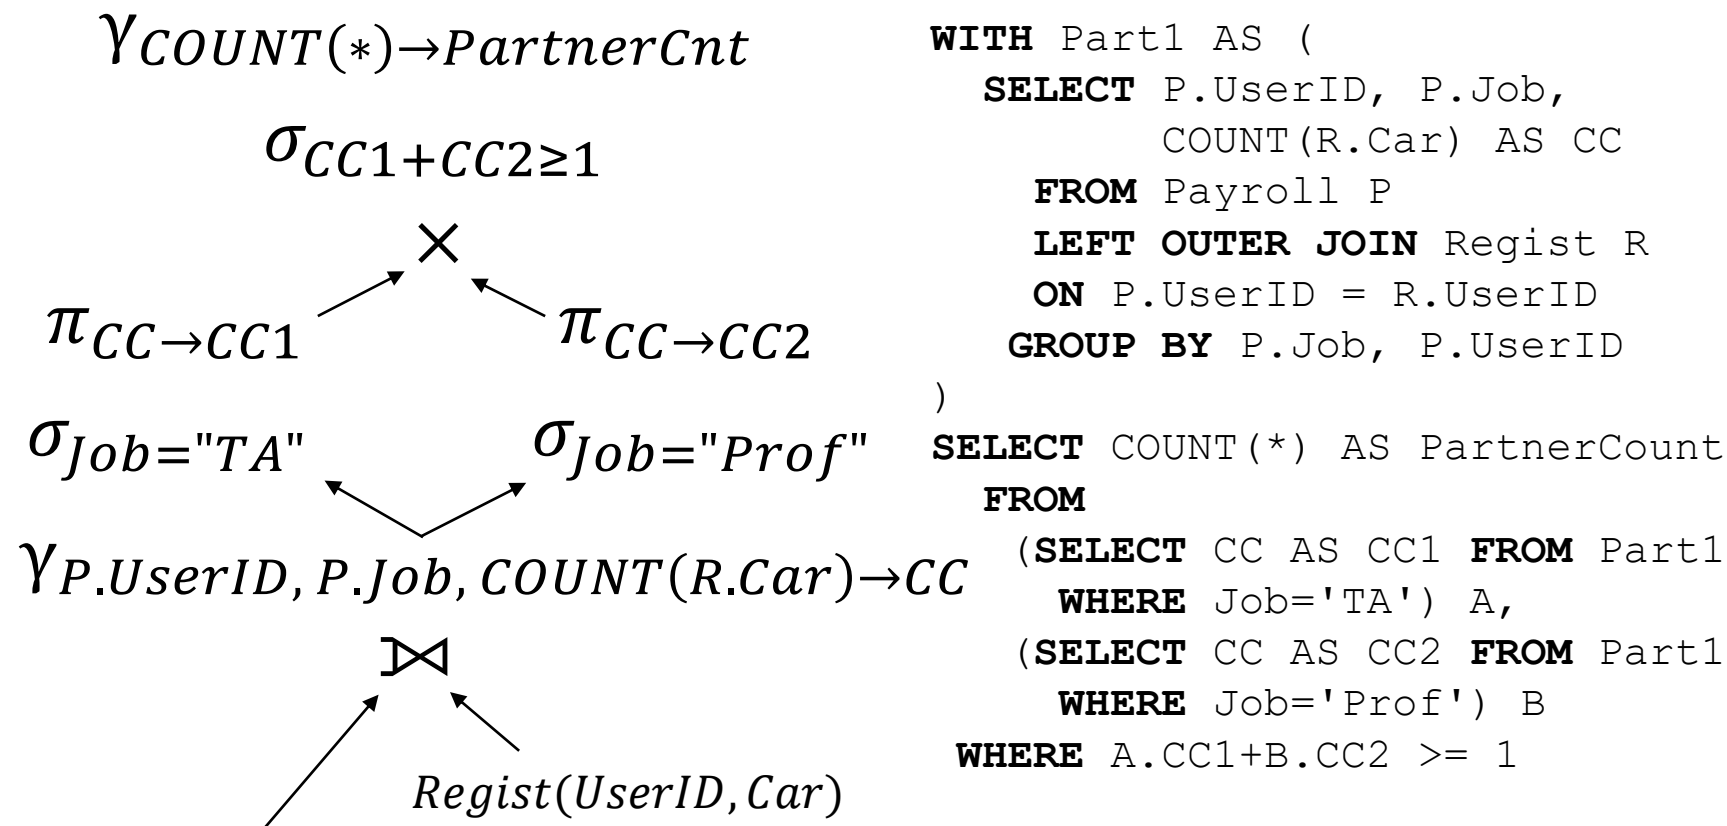 γCOUNT(∗)→PartnerCnt
σCC1+CC2≥1
×
πCC→CC1 πCC→CC2
σJob="TA" σJob="Prof"
γP.UserID, P.Job, COUNT(R.Car)→CC
⟕
Regist(UserID, Car)
WITH Part1 AS (
SELECT P.UserID, P.Job,
COUNT(R.Car) AS CC
FROM Payroll P
LEFT OUTER JOIN Regist R
ON P.UserID = R.UserID
GROUP BY P.Job, P.UserID
)
SELECT COUNT(*) AS PartnerCount
FROM
(SELECT CC AS CC1 FROM Part1
WHERE Job='TA') A,
(SELECT CC AS CC2 FROM Part1
WHERE Job='Prof') B
WHERE A.CC1+B.CC2 >= 1